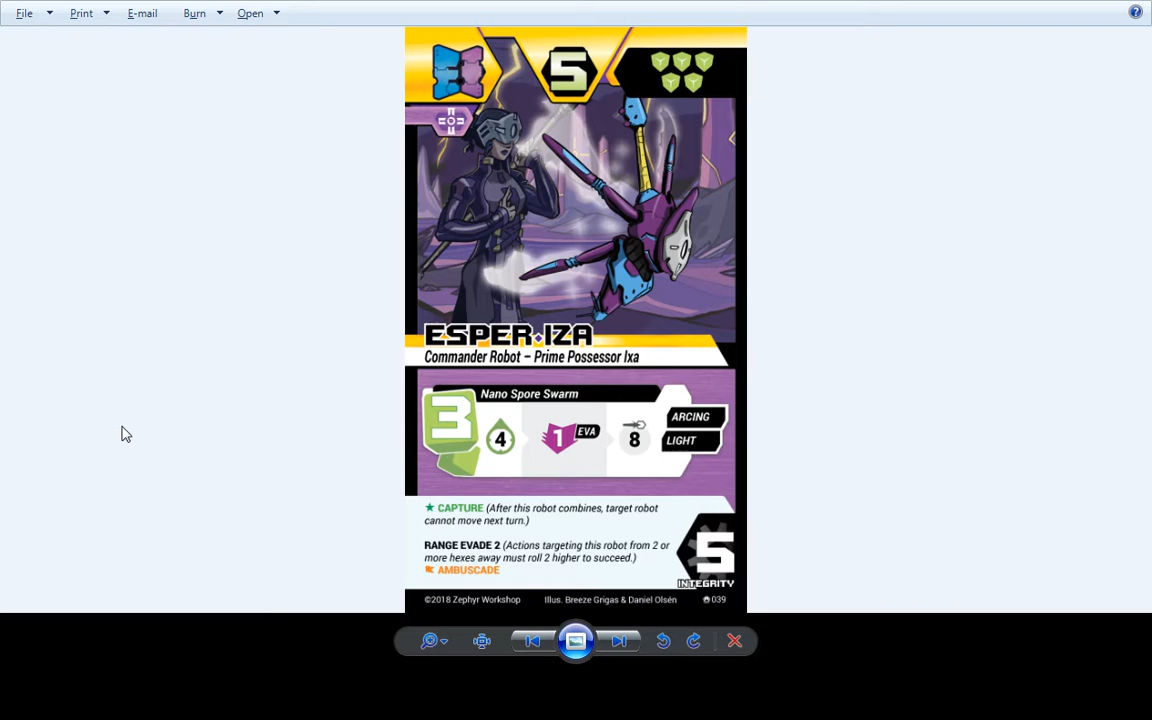 File Print E-mail Burn Open
5
ESPER IZA
Commander Robot – Prime Possessor Ixa
Nano Spore Swarm
3 4 1 EVA 8
ARCING
LIGHT
CAPTURE (After this robot combines, target robot
cannot move next turn.)
RANGE EVADE 2 (Actions targeting this robot from 2 or
more hexes away must roll 2 higher to succeed.)
AMBUSCADE
5
INTEGRITY
©2018 Zephyr Workshop Illus. Breeze Grigas & Daniel Olsén 039